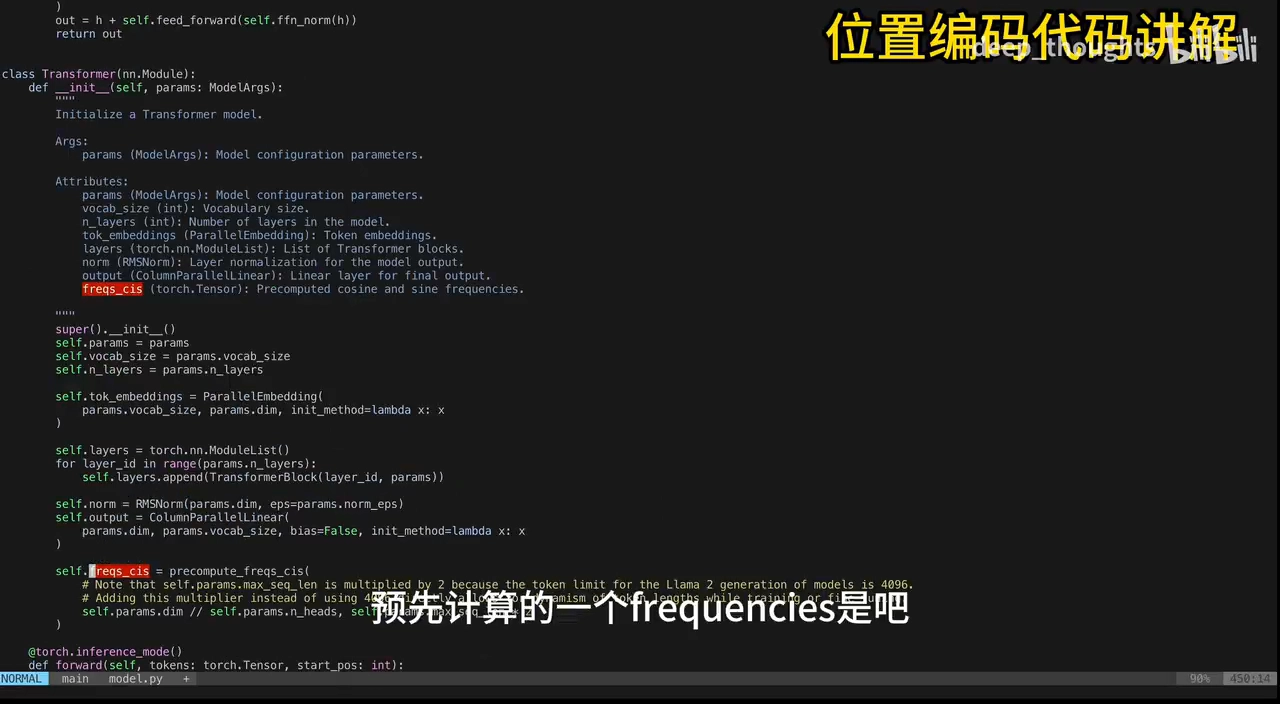 )
out = h + self.feed_forward(self.ffn_norm(h))
return out
位置编码代码讲解
deep_thoughts bilibili
class Transformer(nn.Module):
def __init__(self, params: ModelArgs):
"""
Initialize a Transformer model.
Args:
params (ModelArgs): Model configuration parameters.
Attributes:
params (ModelArgs): Model configuration parameters.
vocab_size (int): Vocabulary size.
n_layers (int): Number of layers in the model.
tok_embeddings (ParallelEmbedding): Token embeddings.
layers (torch.nn.ModuleList): List of Transformer blocks.
norm (RMSNorm): Layer normalization for the model output.
output (ColumnParallelLinear): Linear layer for final output.
freqs_cis (torch.Tensor): Precomputed cosine and sine frequencies.
"""
super().__init__()
self.params = params
self.vocab_size = params.vocab_size
self.n_layers = params.n_layers
self.tok_embeddings = ParallelEmbedding(
params.vocab_size, params.dim, init_method=lambda x: x
)
self.layers = torch.nn.ModuleList()
for layer_id in range(params.n_layers):
self.layers.append(TransformerBlock(layer_id, params))
self.norm = RMSNorm(params.dim, eps=params.norm_eps)
self.output = ColumnParallelLinear(
params.dim, params.vocab_size, bias=False, init_method=lambda x: x
)
self.freqs_cis = precompute_freqs_cis(
# Note that self.params.max_seq_len is multiplied by 2 because the token limit for the Llama 2 generation of models is 4096.
# Adding this multiplier instead of using
self.params.dim // self.params.n_heads,
预先计算的一个frequencies是吧
)
@torch.inference_mode()
def forward(self, tokens: torch.Tensor, start_pos: int):
NORMAL main model.py + 90% 450:14